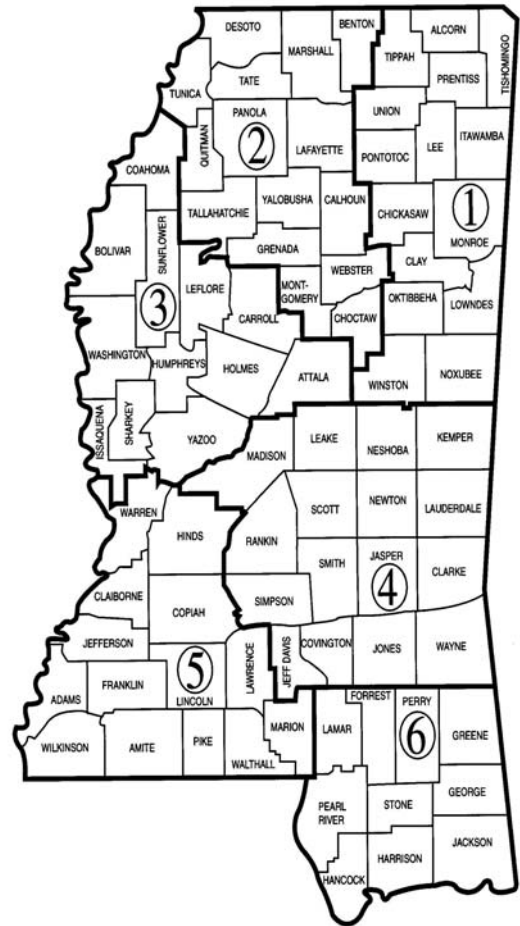 DESOTO
BENTON
MARSHALL
TIPPAH
ALCORN
TISHOMINGO
PRENTISS
TATE
TUNICA
PANOLA
2
QUITMAN
LAFAYETTE
UNION
LEE
ITAWAMBA
PONTOTOC
COAHOMA
TALLAHATCHIE
YALOBUSHA
CALHOUN
CHICKASAW
1
MONROE
BOLIVAR
SUNFLOWER
GRENADA
CLAY
WEBSTER
LEFLORE
MONT-
GOMERY
OKTIBBEHA
LOWNDES
3
CARROLL
CHOCTAW
WASHINGTON
HUMPHREYS
HOLMES
ATTALA
WINSTON
NOXUBEE
ISSAQUENA
SHARKEY
YAZOO
MADISON
LEAKE
NESHOBA
KEMPER
WARREN
HINDS
RANKIN
SCOTT
NEWTON
LAUDERDALE
SMITH
JASPER
4
CLARKE
CLAIBORNE
COPIAH
SIMPSON
JEFFERSON
LAWRENCE
JEFF DAVIS
COVINGTON
JONES
WAYNE
ADAMS
FRANKLIN
5
LINCOLN
WILKINSON
AMITE
PIKE
WALTHALL
MARION
LAMAR
FORREST
PERRY
6
GREENE
PEARL
RIVER
STONE
GEORGE
HANCOCK
HARRISON
JACKSON